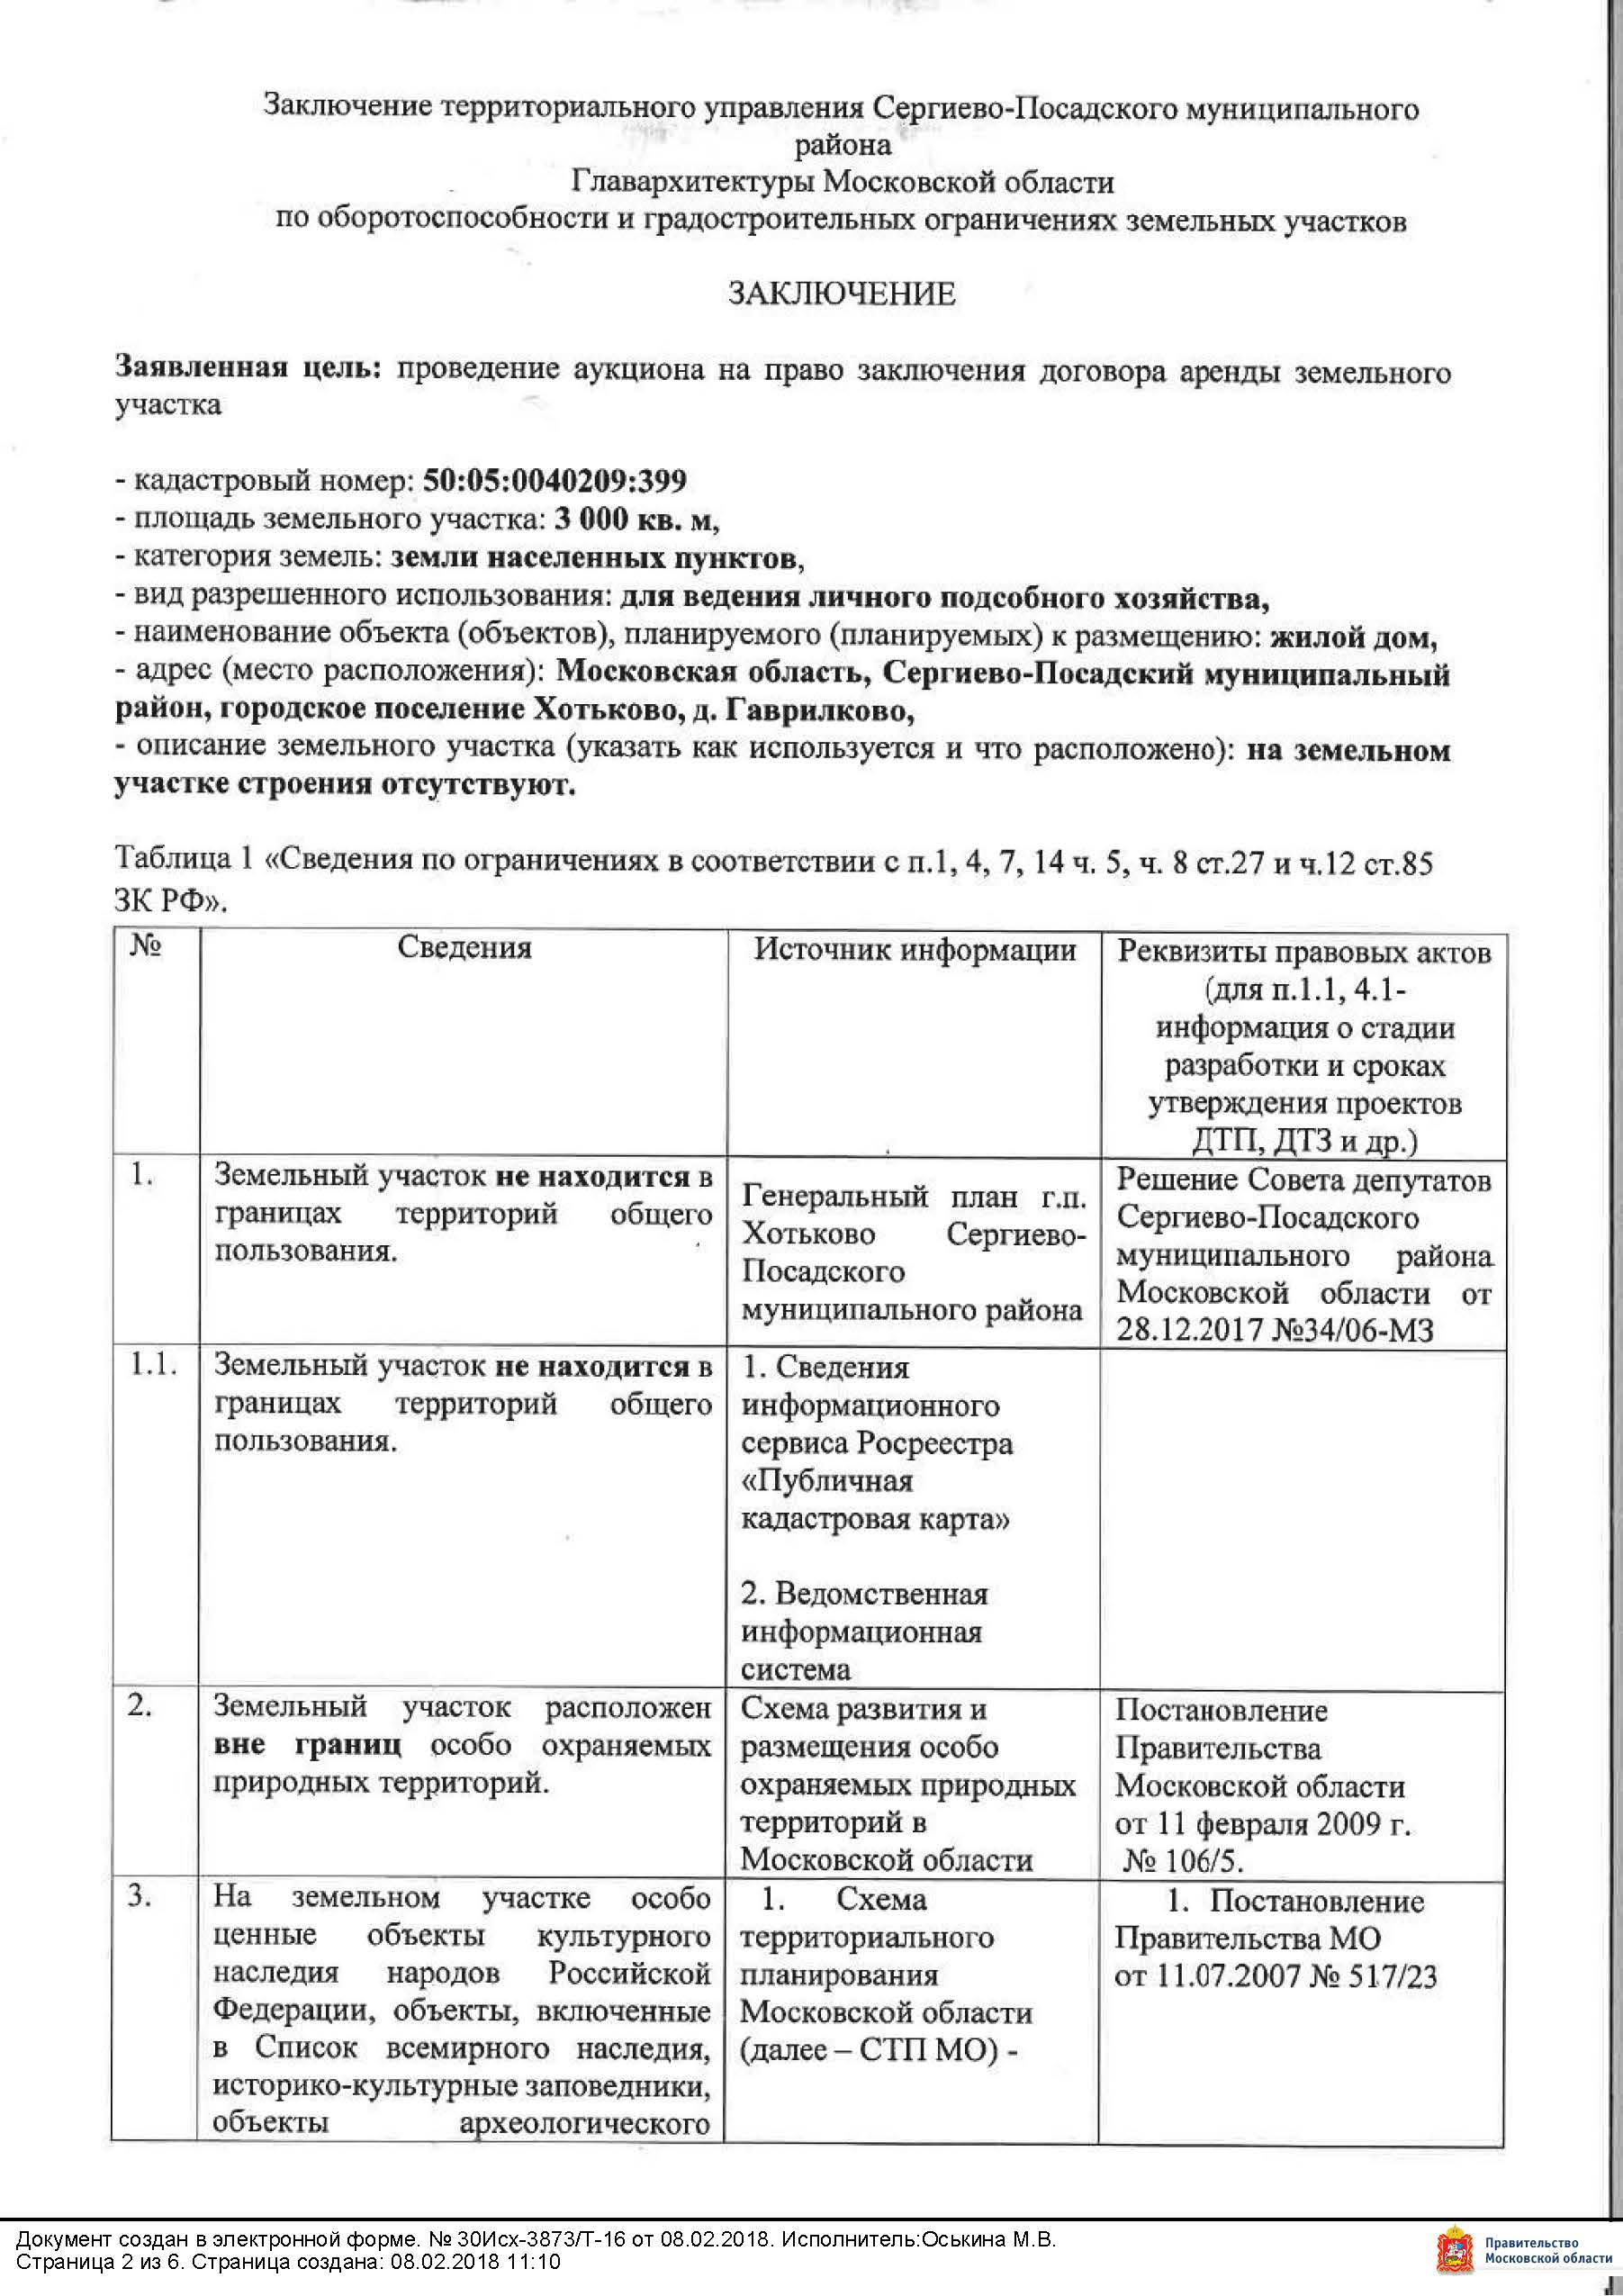 Заключение территориального управления Сергиево-Посадского муниципального
района
Главархитектуры Московской области
по оборотоспособности и градостроительных ограничениях земельных участков
ЗАКЛЮЧЕНИЕ
Заявленная цель: проведение аукциона на право заключения договора аренды земельного
участка
- кадастровый номер: 50:05:0040209:399
- площадь земельного участка: 3 000 кв. м,
- категория земель: земли населенных пунктов,
- вид разрешенного использования: для ведения личного подсобного хозяйства,
- наименование объекта (объектов), планируемого (планируемых) к размещению: жилой дом,
- адрес (место расположения): Московская область, Сергиево-Посадский муниципальный
район, городское поселение Хотьково, д. Гаврилково,
- описание земельного участка (указать как используется и что расположено): на земельном
участке строения отсутствуют.
Таблица 1 «Сведения по ограничениях в соответствии с п.1, 4, 7, 14 ч. 5, ч. 8 ст.27 и ч.12 ст.85
ЗК РФ».
№
Сведения
Источник информации
Реквизиты правовых актов
(для п.1.1, 4.1-
информация о стадии
разработки и сроках
утверждения проектов
ДТП, ДТЗ и др.)
1.
Земельный участок не находится в
границах территорий общего
пользования.
Генеральный план г.п.
Хотьково Сергиево-
Посадского
муниципального района
Решение Совета депутатов
Сергиево-Посадского
муниципального района
Московской области от
28.12.2017 №34/06-МЗ
1.1.
Земельный участок не находится в
границах территорий общего
пользования.
1. Сведения
информационного
сервиса Росреестра
«Публичная
кадастровая карта»
2. Ведомственная
информационная
система
2.
Земельный участок расположен
вне границ особо охраняемых
природных территорий.
Схема развития и
размещения особо
охраняемых природных
территорий в
Московской области
Постановление
Правительства
Московской области
от 11 февраля 2009 г.
№ 106/5.
3.
На земельном участке особо
ценные объекты культурного
наследия народов Российской
Федерации, объекты, включенные
в Список всемирного наследия,
историко-культурные заповедники,
объекты археологического
1. Схема
территориального
планирования
Московской области
(далее – СТП МО) -
1. Постановление
Правительства МО
от 11.07.2007 № 517/23
Документ создан в электронной форме. № 30Исх-3873/Т-16 от 08.02.2018. Исполнитель:Оськина М.В.
Страница 2 из 6. Страница создана: 08.02.2018 11:10
Правительство
Московской области